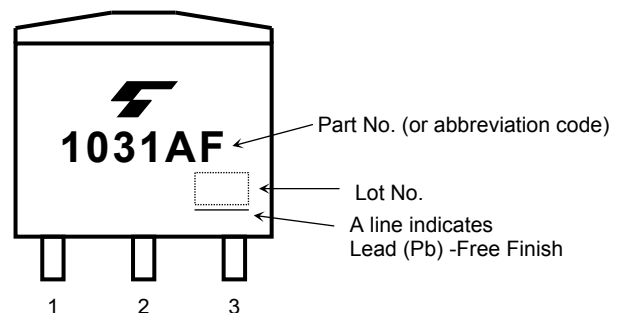 1031AF
Part No. (or abbreviation code)
Lot No.
A line indicates
Lead (Pb) -Free Finish
1 2 3